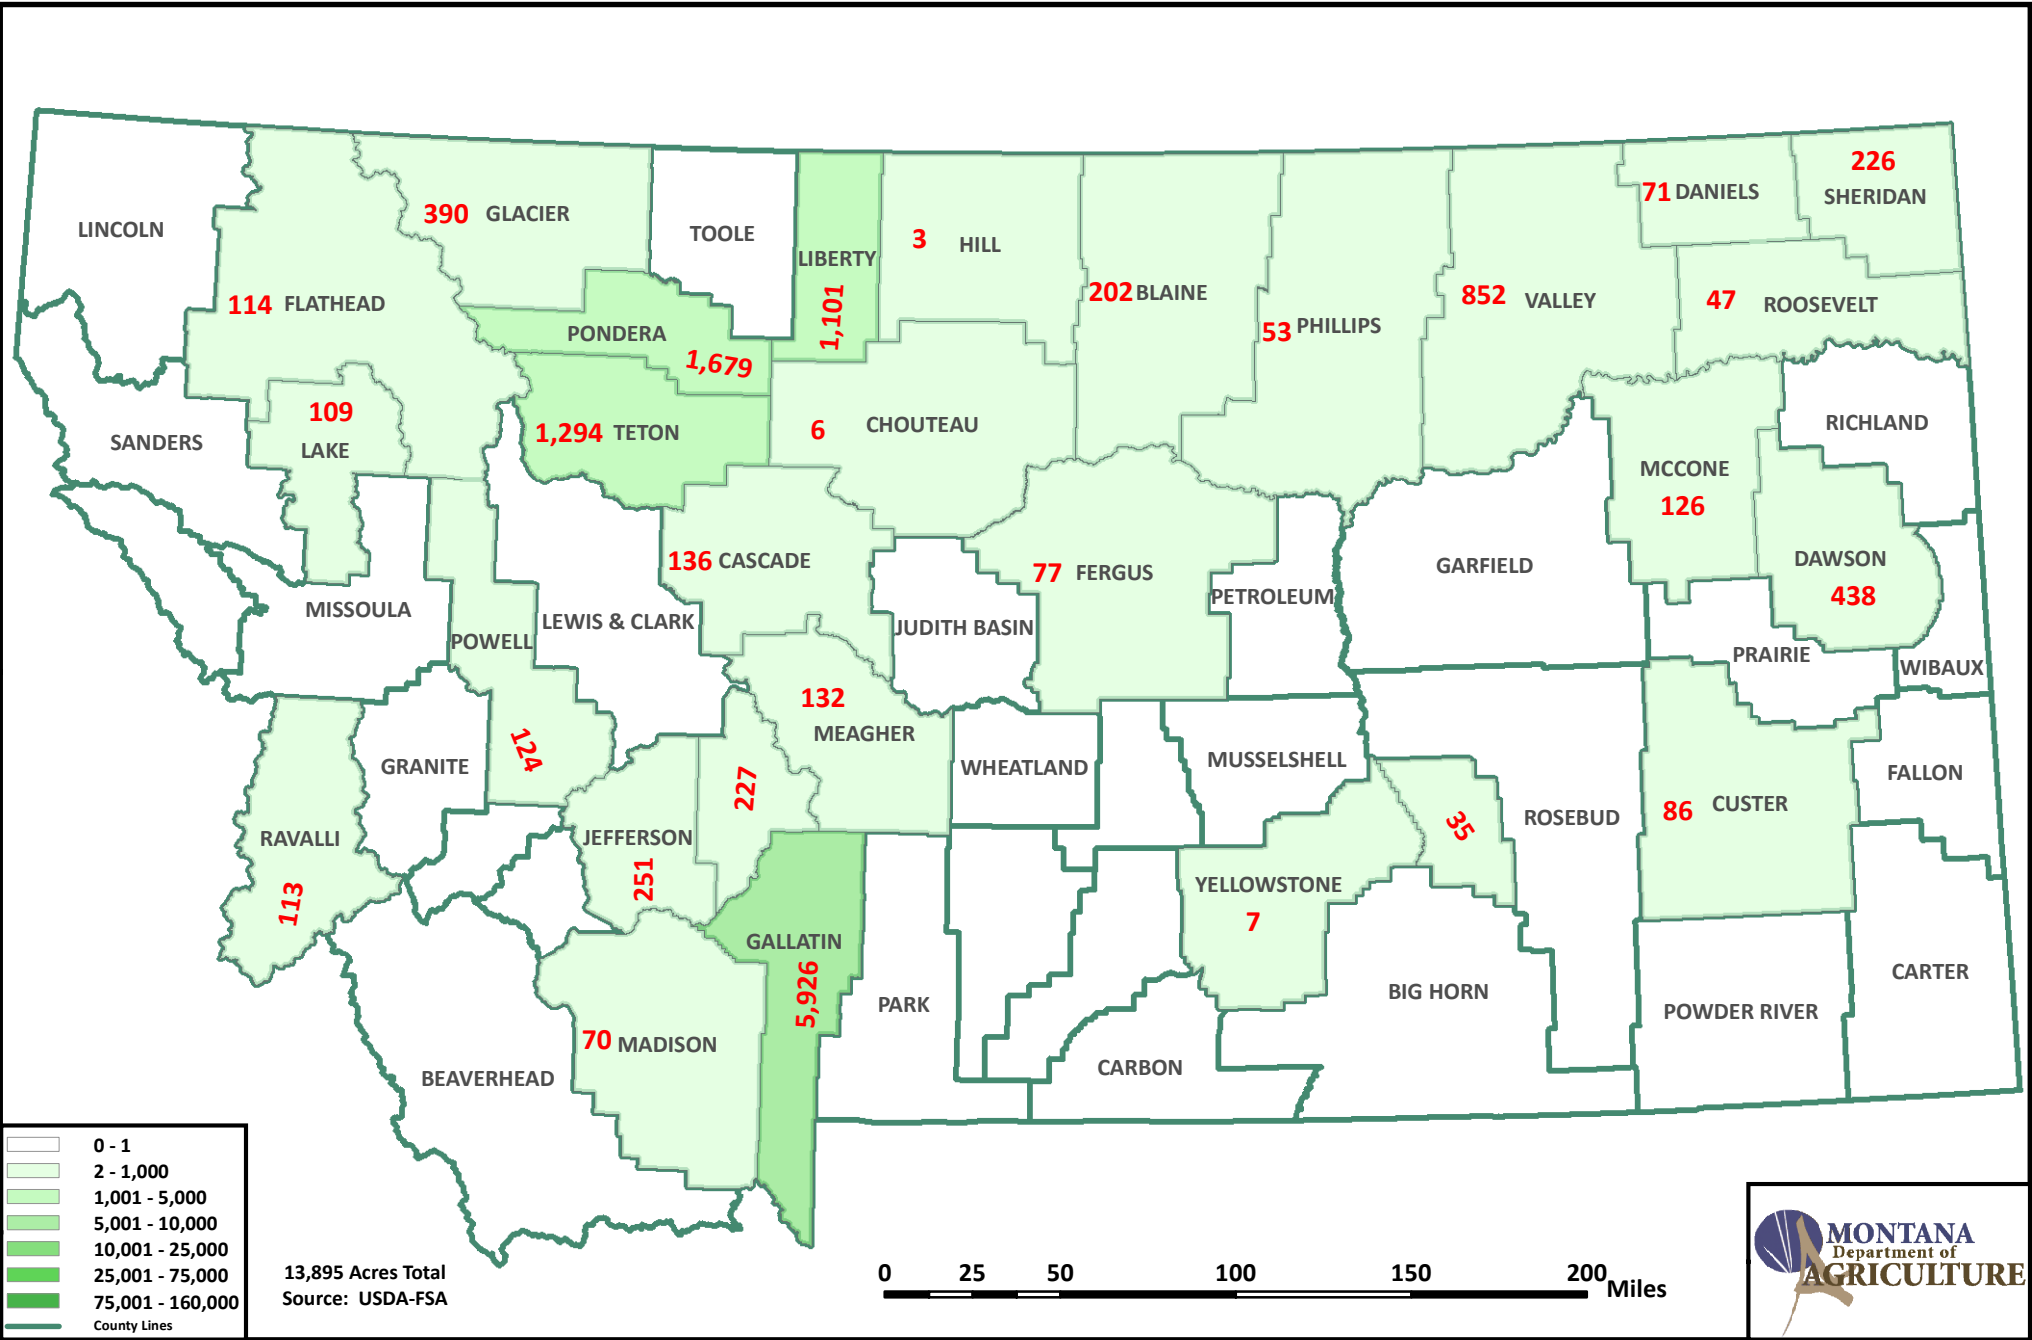 226
71 DANIELS
SHERIDAN
390 GLACIER
LINCOLN
TOOLE
3 HILL
LIBERTY
1,101
202 BLAINE
852 VALLEY
47 ROOSEVELT
114 FLATHEAD
53 PHILLIPS
PONDERA
1,679
109
LAKE
SANDERS
1,294 TETON
6 CHOUTEAU
RICHLAND
MCCONE
126
136 CASCADE
77 FERGUS
GARFIELD
DAWSON
438
PETROLEUM
MISSOULA
LEWIS & CLARK
JUDITH BASIN
POWELL
124
PRAIRIE
WIBAUX
132
MEAGHER
GRANITE
227
WHEATLAND
MUSSELSHELL
FALLON
86 CUSTER
ROSEBUD
35
RAVALLI
113
JEFFERSON
251
YELLOWSTONE
7
GALLATIN
5,926
CARTER
BIG HORN
PARK
POWDER RIVER
70 MADISON
CARBON
BEAVERHEAD
0 - 1
2 - 1,000
1,001 - 5,000
5,001 - 10,000
10,001 - 25,000
25,001 - 75,000
75,001 - 160,000
County Lines
13,895 Acres Total
Source: USDA-FSA
0 25 50 100 150 200
Miles
MONTANA
Department of
AGRICULTURE